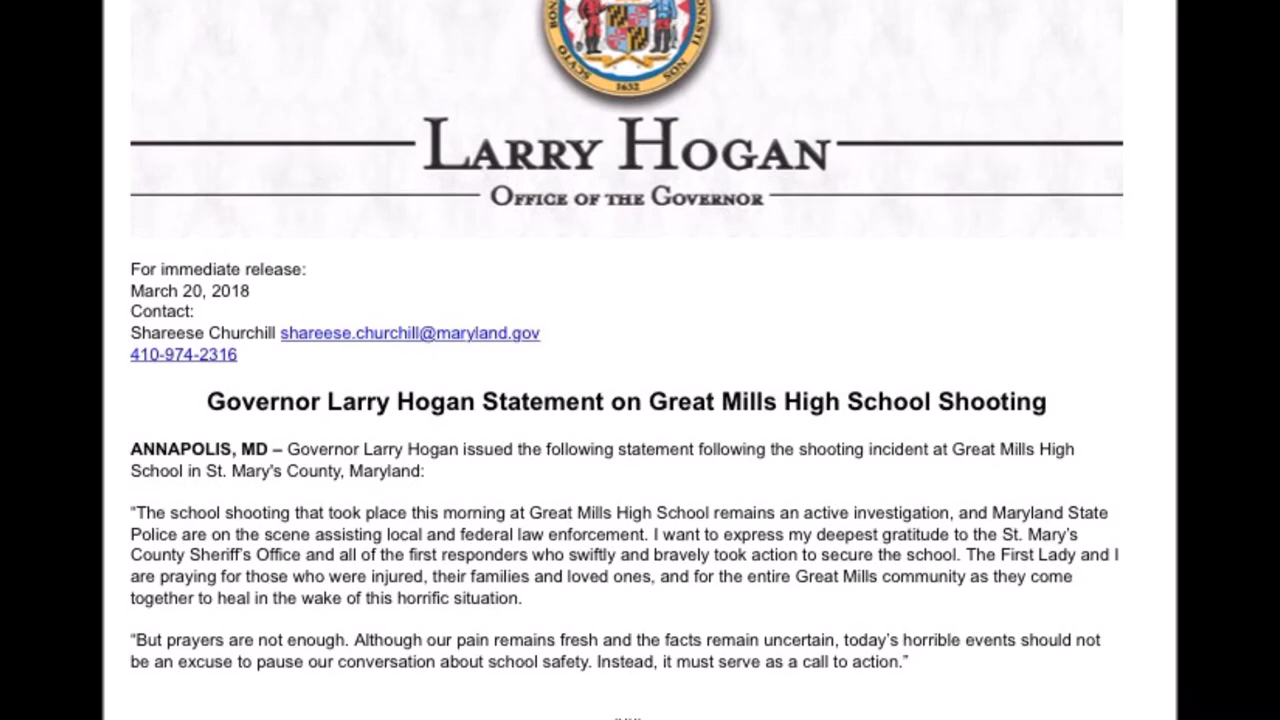 SCVTO BON
ONASTI NOS
1632
LARRY HOGAN
OFFICE OF THE GOVERNOR
For immediate release:
March 20, 2018
Contact:
Shareese Churchill shareese.churchill@maryland.gov
410-974-2316
Governor Larry Hogan Statement on Great Mills High School Shooting
ANNAPOLIS, MD – Governor Larry Hogan issued the following statement following the shooting incident at Great Mills High
School in St. Mary's County, Maryland:
“The school shooting that took place this morning at Great Mills High School remains an active investigation, and Maryland State
Police are on the scene assisting local and federal law enforcement. I want to express my deepest gratitude to the St. Mary’s
County Sheriff’s Office and all of the first responders who swiftly and bravely took action to secure the school. The First Lady and I
are praying for those who were injured, their families and loved ones, and for the entire Great Mills community as they come
together to heal in the wake of this horrific situation.
“But prayers are not enough. Although our pain remains fresh and the facts remain uncertain, today’s horrible events should not
be an excuse to pause our conversation about school safety. Instead, it must serve as a call to action.”